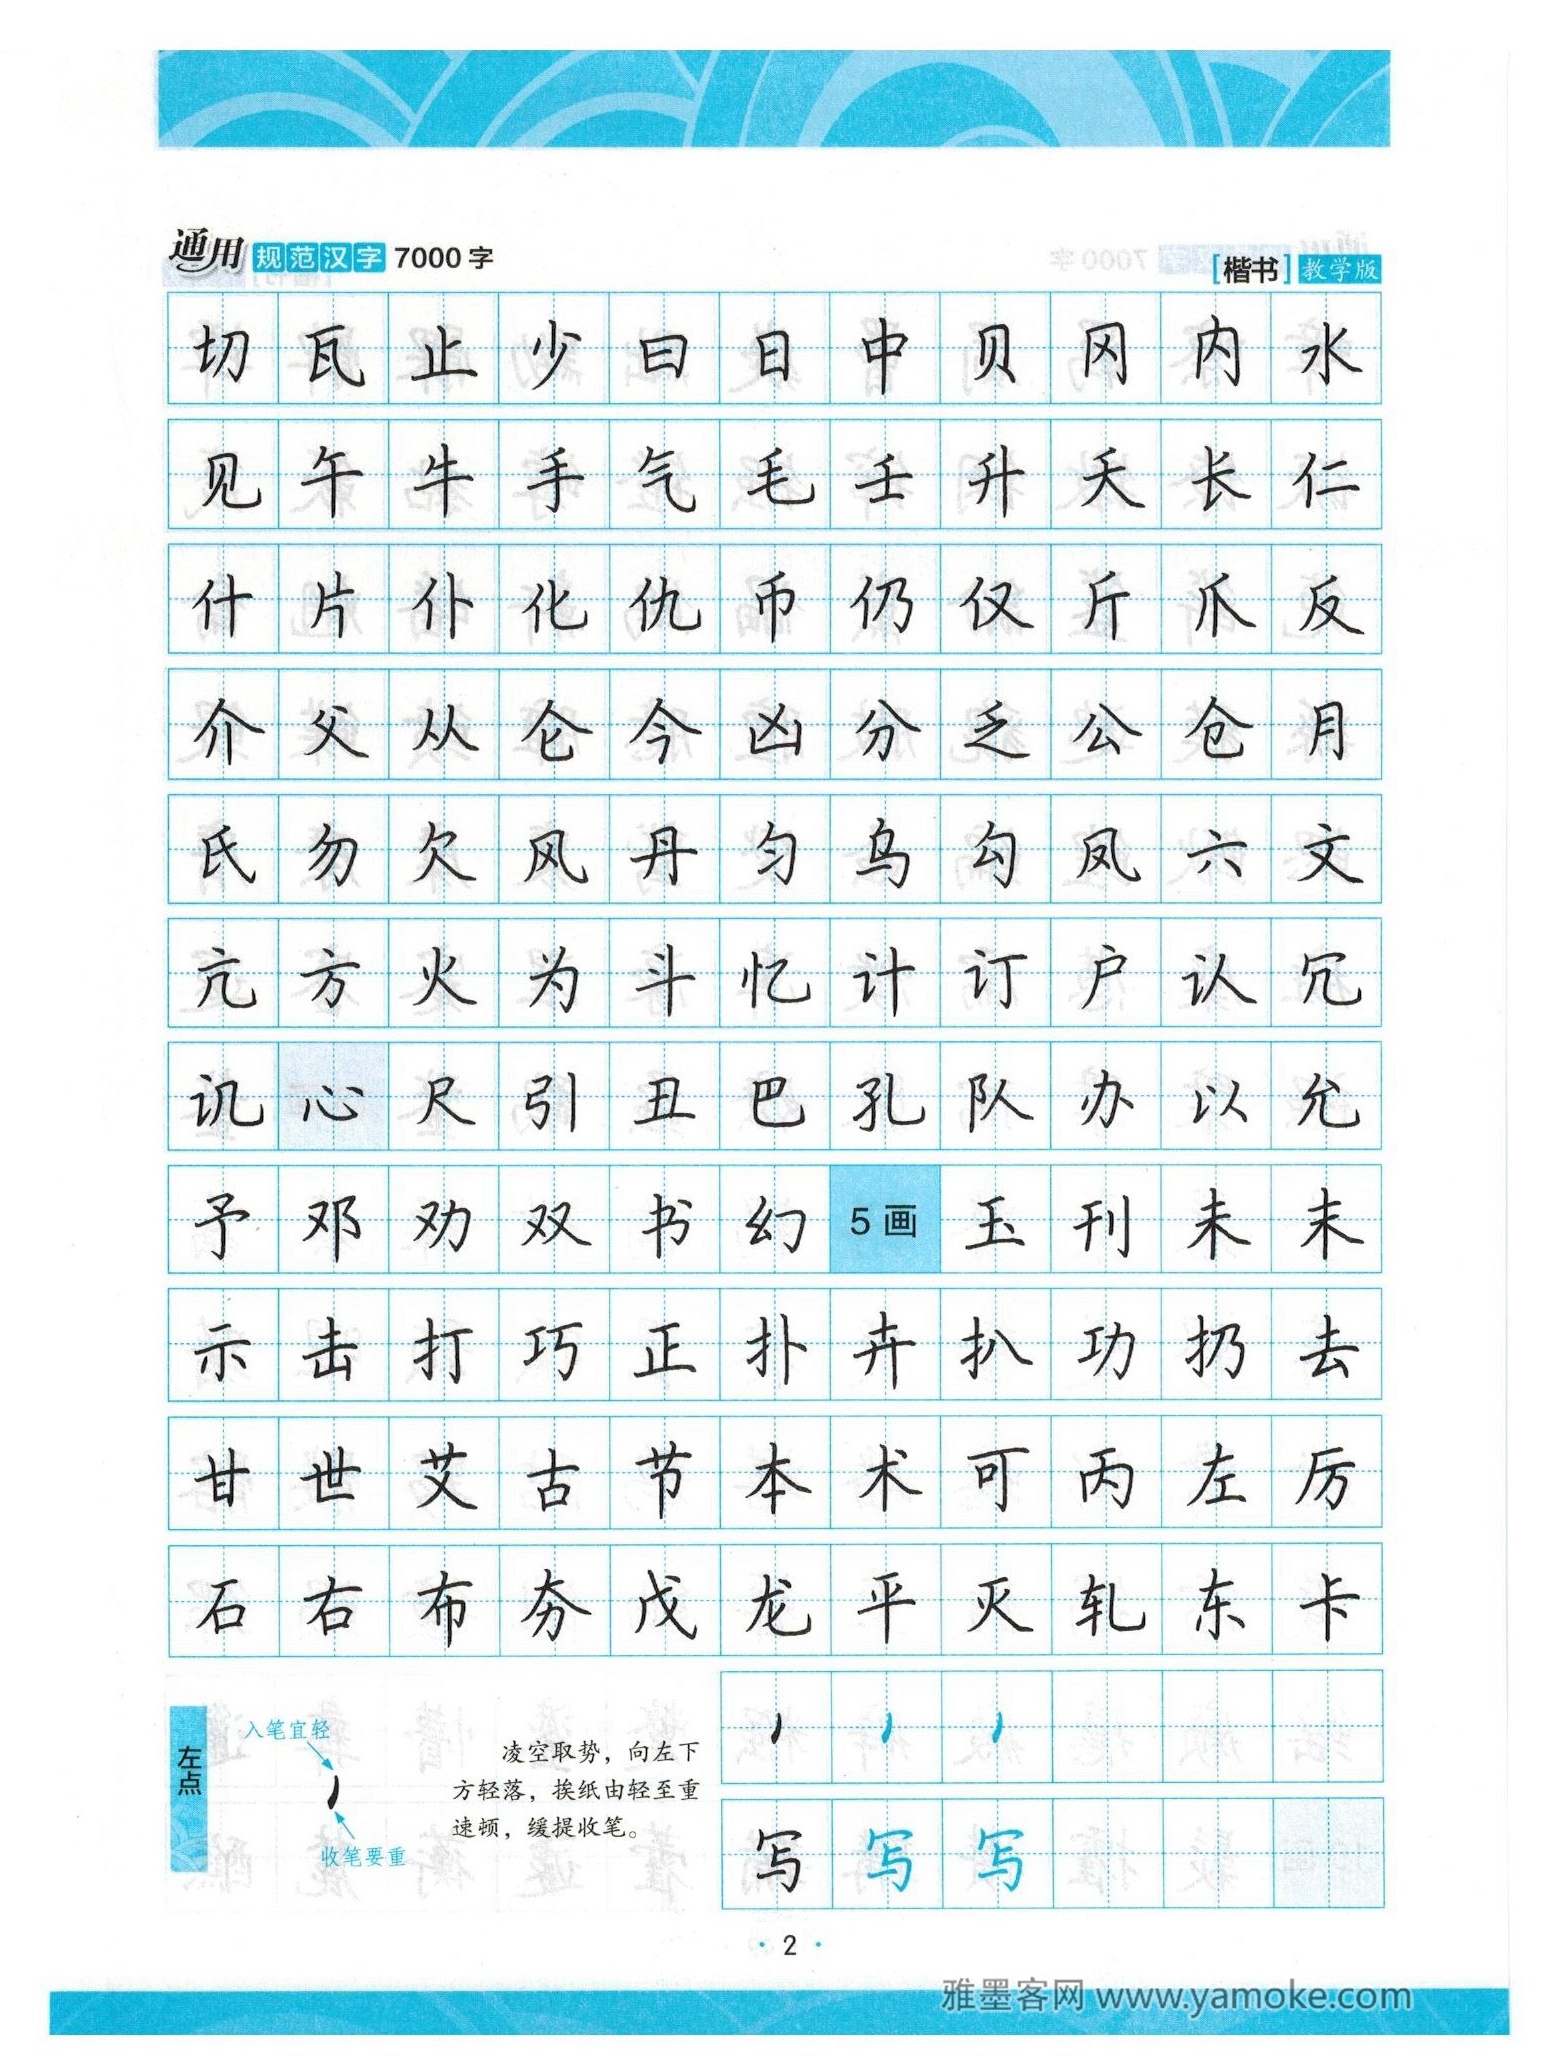 通用规范汉字7000字
[楷书]教学版
切瓦止少曰日中贝冈内水
见午牛手气毛壬升夭长仁
什片仆化仇币仍仅斤爪反
介父从仑今凶分乏公仓月
氏勿欠风丹匀乌勾凤六文
亢方火为斗忆计订户认冗
讥心尺引丑巴孔队办以允
予邓劝双书幻5画玉刊未末
示击打巧正扑卉扒功扔去
甘世艾古节本术可丙左厉
石右布夯戊龙平灭轧东卡
左点
入笔宜轻
收笔要重
凌空取势，向左下
方轻落，挨纸由轻至重
速顿，缓提收笔。
写写写
·2·
雅墨客网 www.yamoke.com